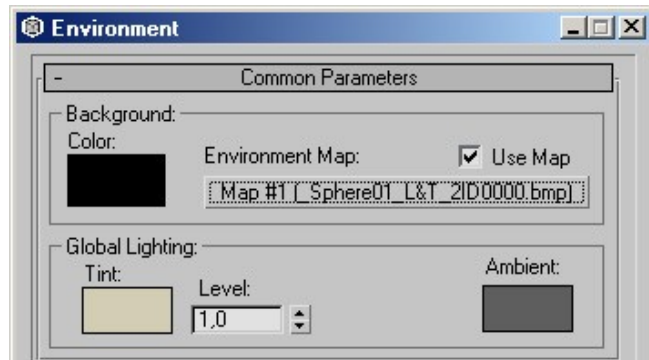 Environment
- Common Parameters
Background:
Color:
Environment Map:
Use Map
Map #1 (_Sphere01_L&T_2ID0000.bmp)
Global Lighting:
Tint:
Level:
Ambient:
1,0